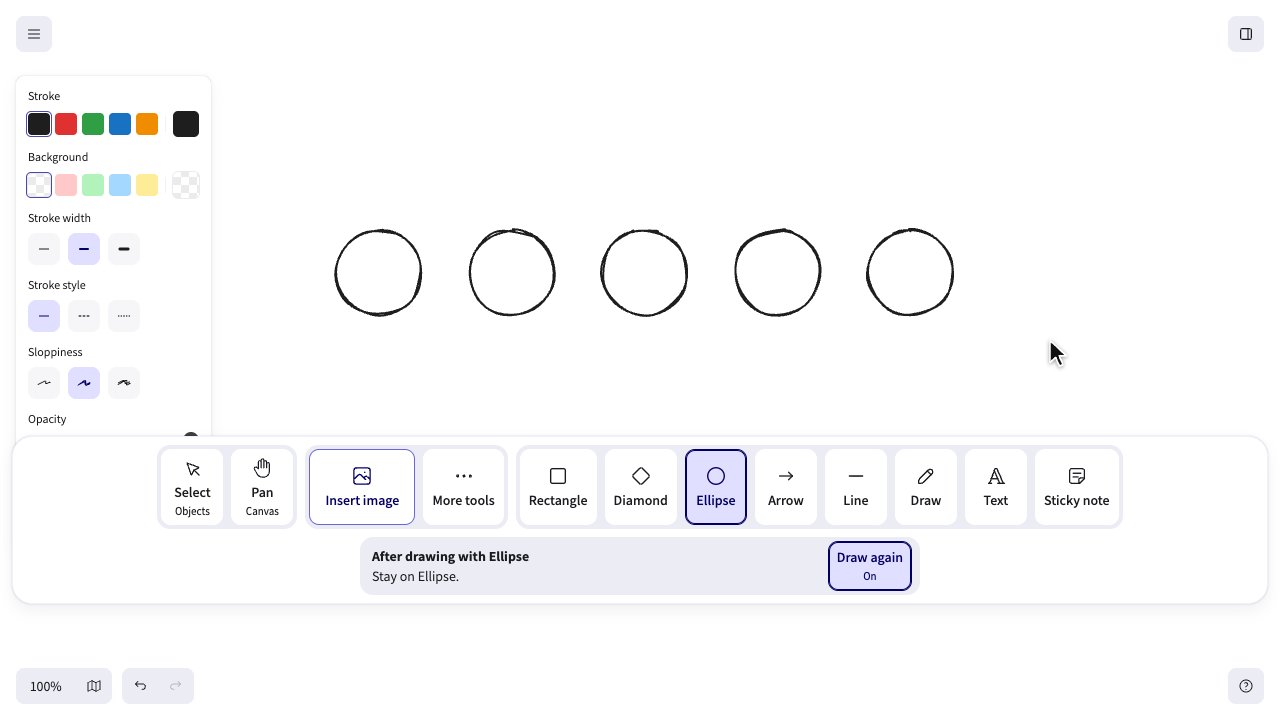 Stroke
Background
Stroke width
Stroke style
Sloppiness
Opacity
Select
Objects
Pan
Canvas
Insert image
More tools
Rectangle
Diamond
Ellipse
Arrow
Line
Draw
Text
Sticky note
After drawing with Ellipse
Stay on Ellipse.
Draw again
On
100%